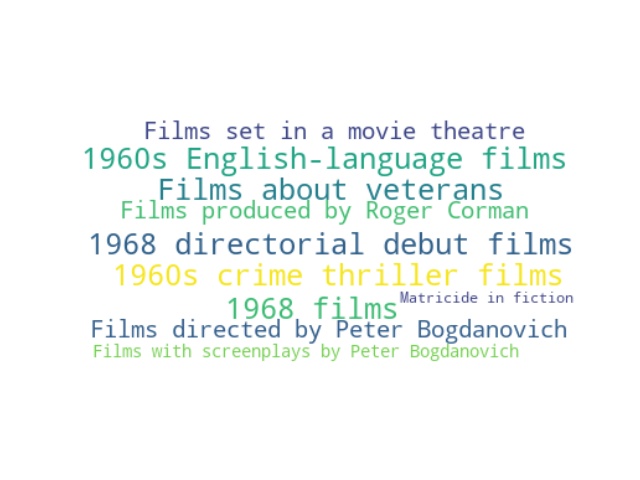 Films set in a movie theatre
1960s English-language films
Films about veterans
Films produced by Roger Corman
1968 directorial debut films
1960s crime thriller films
Matricide in fiction
1968 films
Films directed by Peter Bogdanovich
Films with screenplays by Peter Bogdanovich